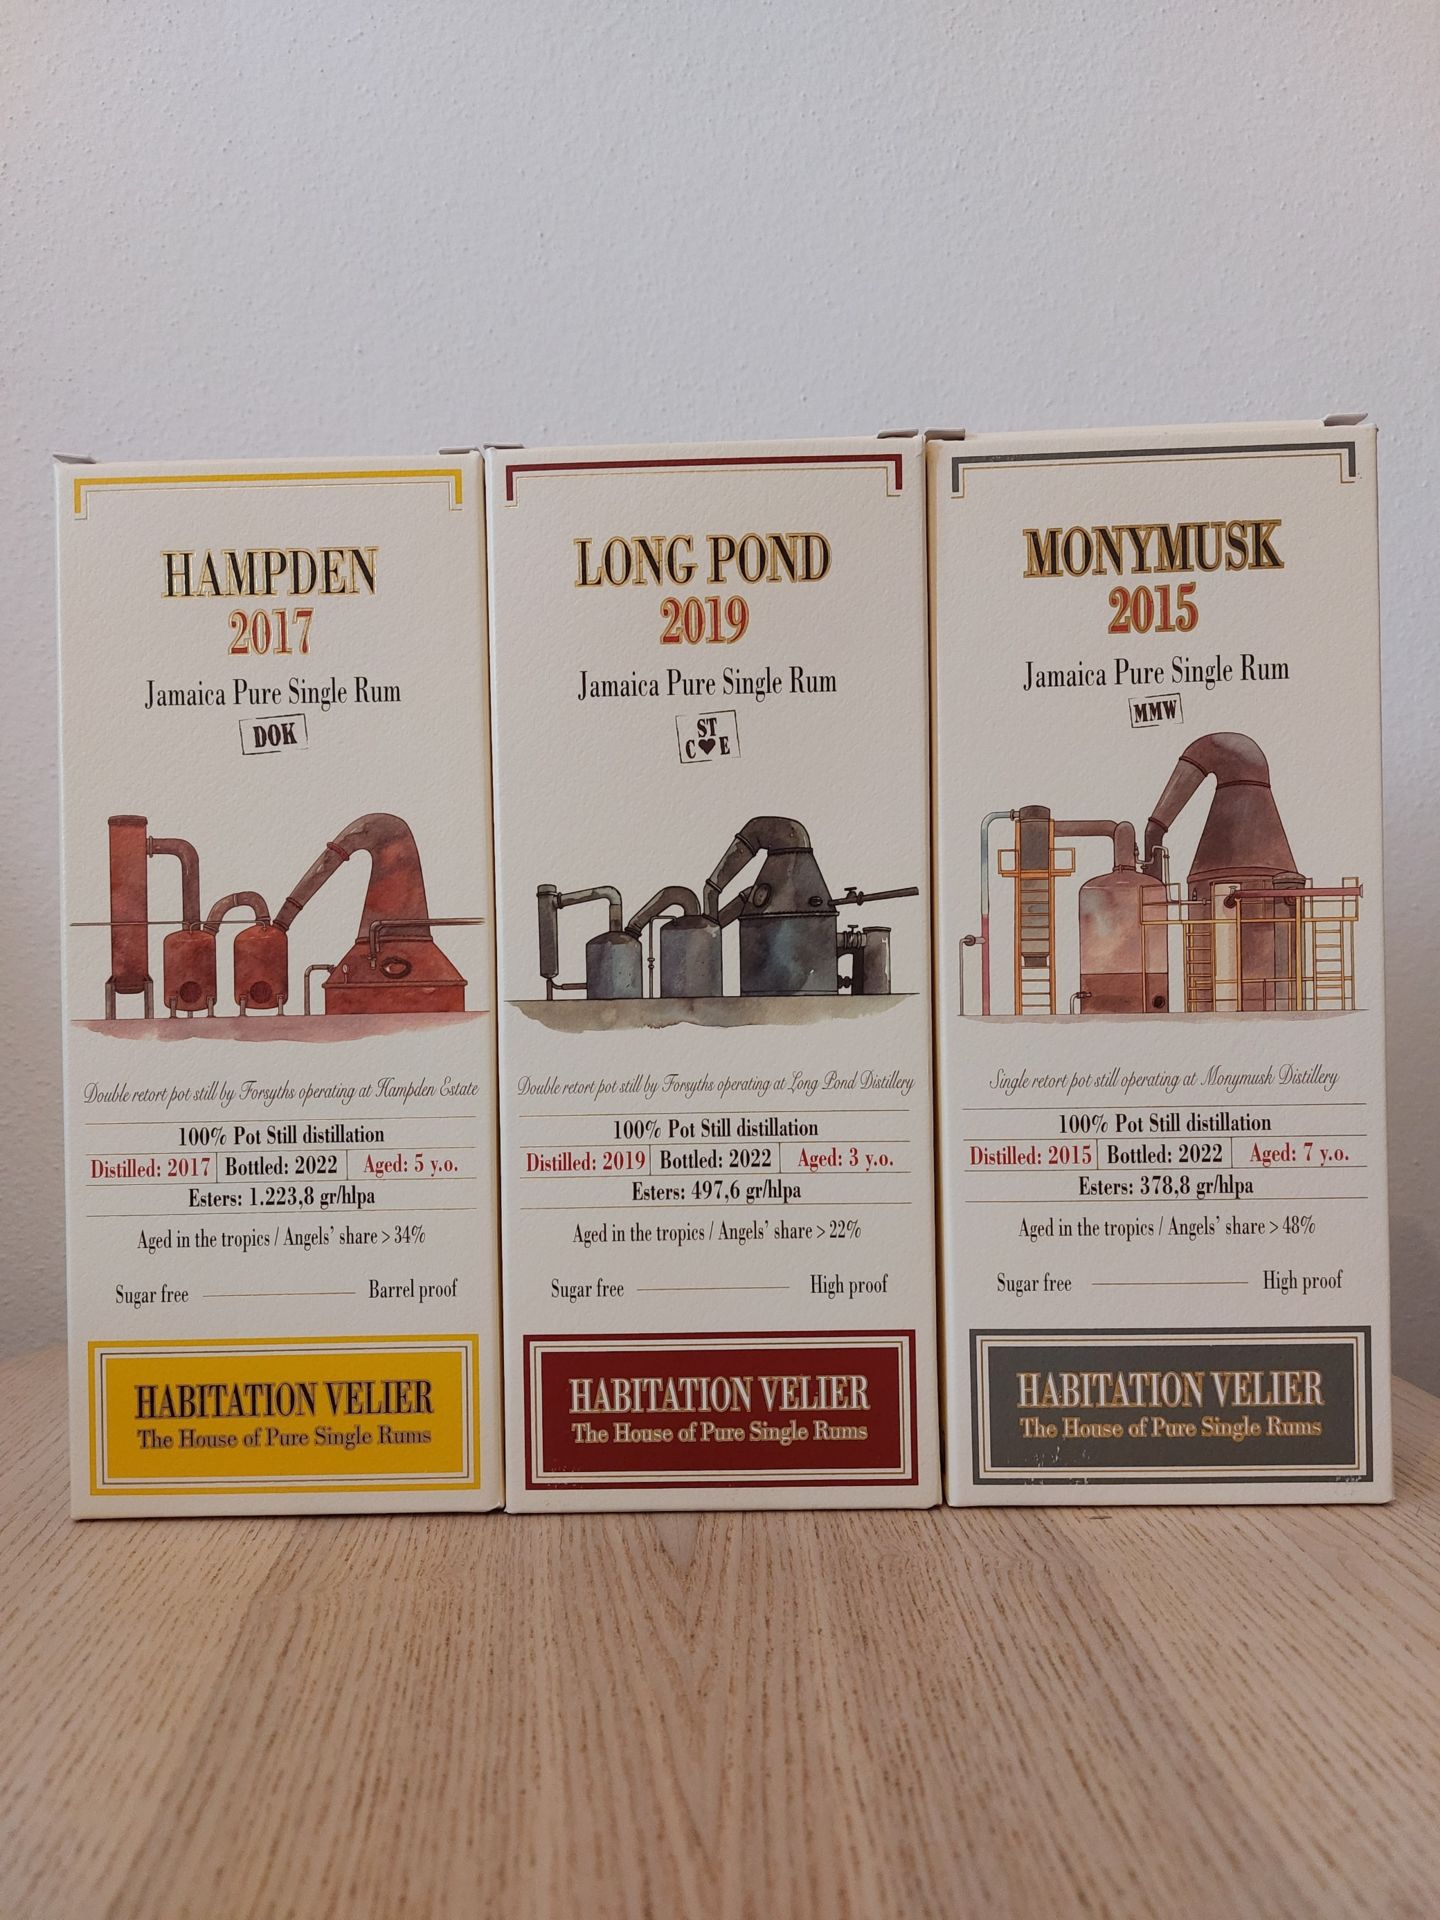 HAMPDEN
2017
Jamaica Pure Single Rum
DOK
Double retort pot still by Forsyths operating at Hampden Estate
100% Pot Still distillation
Distilled: 2017 Bottled: 2022 Aged: 5 y.o.
Esters: 1.223,8 gr/hlpa
Aged in the tropics / Angels' share > 34%
Sugar free Barrel proof
HABITATION VELIER
The House of Pure Single Rums
LONG POND
2019
Jamaica Pure Single Rum
ST
C♥E
Double retort pot still by Forsyths operating at Long Pond Distillery
100% Pot Still distillation
Distilled: 2019 Bottled: 2022 Aged: 3 y.o.
Esters: 497,6 gr/hlpa
Aged in the tropics / Angels' share > 22%
Sugar free High proof
HABITATION VELIER
The House of Pure Single Rums
MONYMUSK
2015
Jamaica Pure Single Rum
MMW
Single retort pot still operating at Monymusk Distillery
100% Pot Still distillation
Distilled: 2015 Bottled: 2022 Aged: 7 y.o.
Esters: 378,8 gr/hlpa
Aged in the tropics / Angels' share > 48%
Sugar free High proof
HABITATION VELIER
The House of Pure Single Rums